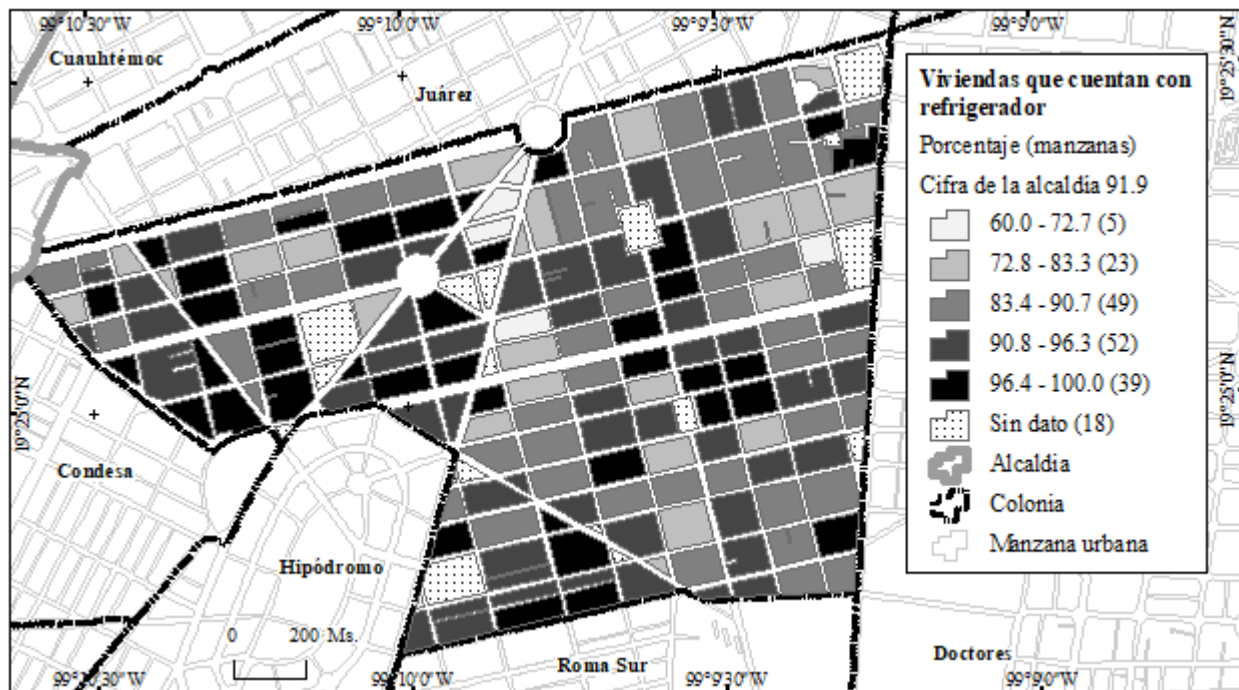 99°10'30"W 99°10'0"W 99°9'30"W 99°9'0"W
19°25'30"N
Cuauhtémoc
Juárez
Viviendas que cuentan con
refrigerador
Porcentaje (manzanas)
Cifra de la alcaldía 91.9
60.0 - 72.7 (5)
72.8 - 83.3 (23)
83.4 - 90.7 (49)
90.8 - 96.3 (52)
96.4 - 100.0 (39)
Sin dato (18)
Alcaldía
Colonia
Manzana urbana
19°25'0"N
19°25'0"N
Condesa
Hipódromo
0 200 Ms.
Roma Sur
Doctores
99°10'30"W 99°10'0"W 99°9'30"W 99°9'0"W